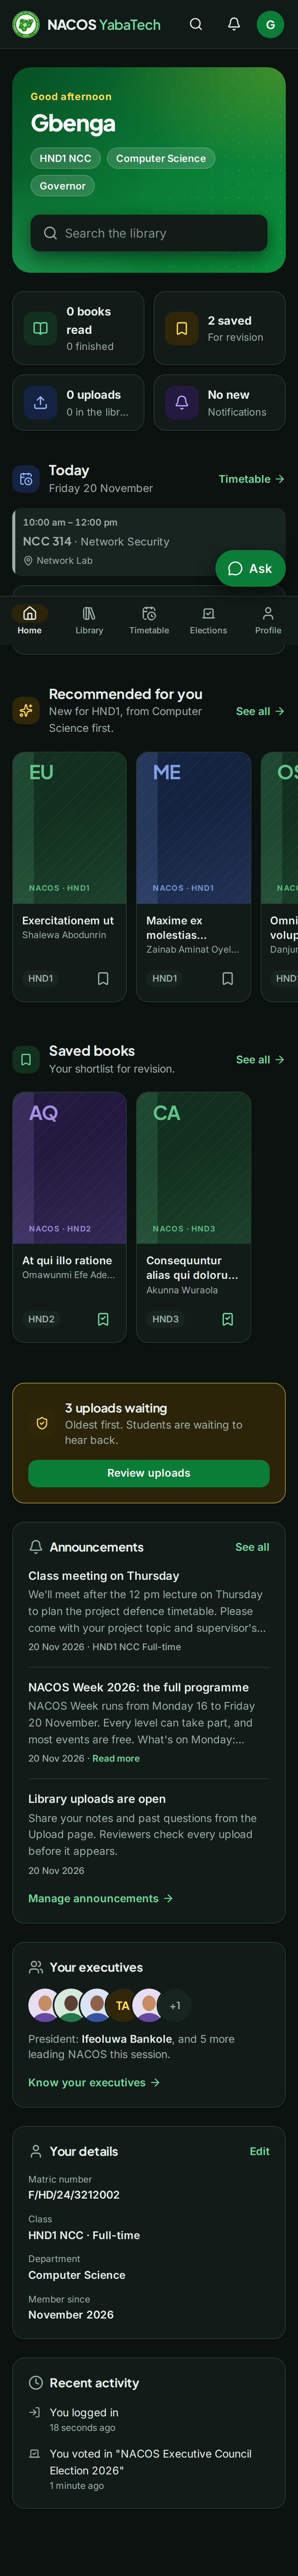 NACOS YabaTech
G
Good afternoon
Gbenga
HND1 NCC
Computer Science
Governor
Search the library
0 books
read
0 finished
2 saved
For revision
0 uploads
0 in the libr...
No new
Notifications
Today
Friday 20 November
Timetable
10:00 am – 12:00 pm
NCC 314 · Network Security
Network Lab
Ask
Home
Library
Timetable
Elections
Profile
Recommended for you
New for HND1, from Computer
Science first.
See all
EU
NACOS · HND1
Exercitationem ut
Shalewa Abodunrin
HND1
ME
NACOS · HND1
Maxime ex
molestias...
Zainab Aminat Oyel...
HND1
Saved books
Your shortlist for revision.
See all
AQ
NACOS · HND2
At qui illo ratione
Omawunmi Efe Ade...
HND2
CA
NACOS · HND3
Consequuntur
alias qui doloru...
Akunna Wuraola
HND3
3 uploads waiting
Oldest first. Students are waiting to
hear back.
Review uploads
Announcements
See all
Class meeting on Thursday
We'll meet after the 12 pm lecture on Thursday
to plan the project defence timetable. Please
come with your project topic and supervisor's...
20 Nov 2026 · HND1 NCC Full-time
NACOS Week 2026: the full programme
NACOS Week runs from Monday 16 to Friday
20 November. Every level can take part, and
most events are free. What's on Monday:...
20 Nov 2026 · Read more
Library uploads are open
Share your notes and past questions from the
Upload page. Reviewers check every upload
before it appears.
20 Nov 2026
Manage announcements
Your executives
TA
+1
President: Ifeoluwa Bankole, and 5 more
leading NACOS this session.
Know your executives
Your details
Edit
Matric number
F/HD/24/3212002
Class
HND1 NCC · Full-time
Department
Computer Science
Member since
November 2026
Recent activity
You logged in
18 seconds ago
You voted in "NACOS Executive Council
Election 2026"
1 minute ago